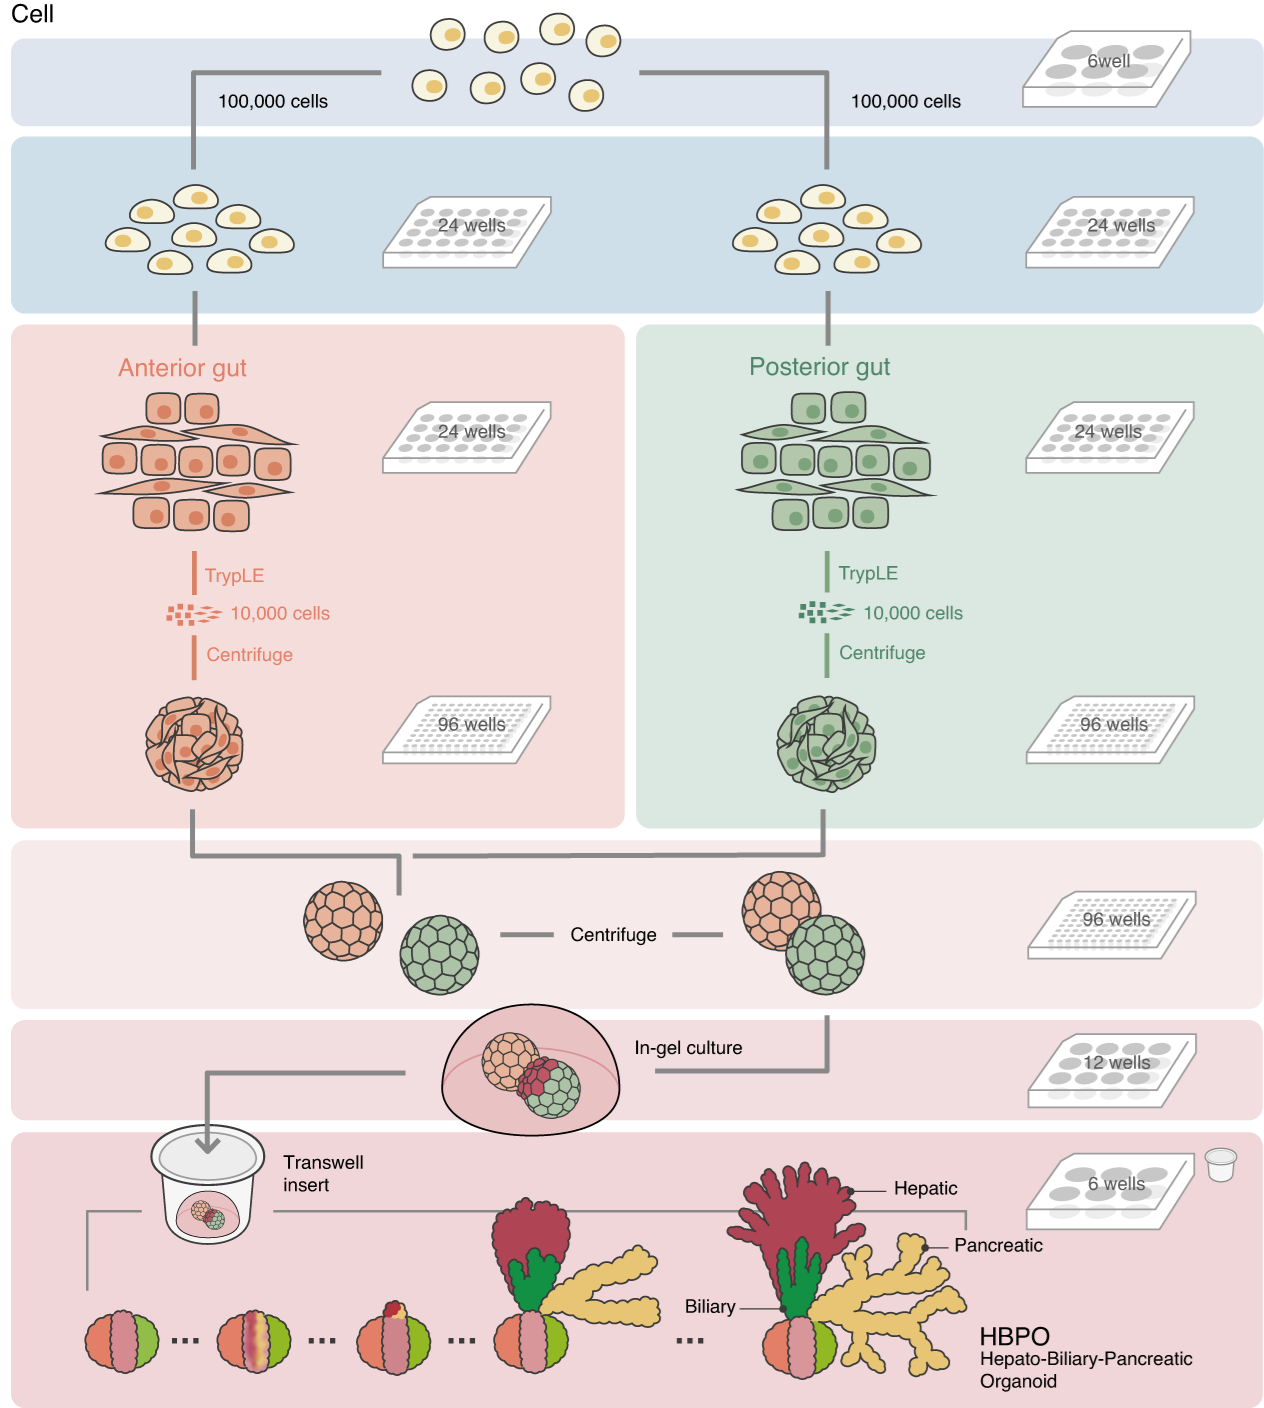 Cell
6well
100,000 cells
100,000 cells
24 wells
24 wells
Anterior gut
Posterior gut
24 wells
24 wells
TrypLE
TrypLE
10,000 cells
10,000 cells
Centrifuge
Centrifuge
96 wells
96 wells
96 wells
Centrifuge
In-gel culture
12 wells
Transwell
insert
6 wells
Hepatic
Pancreatic
Biliary
HBPO
Hepato-Biliary-Pancreatic
Organoid